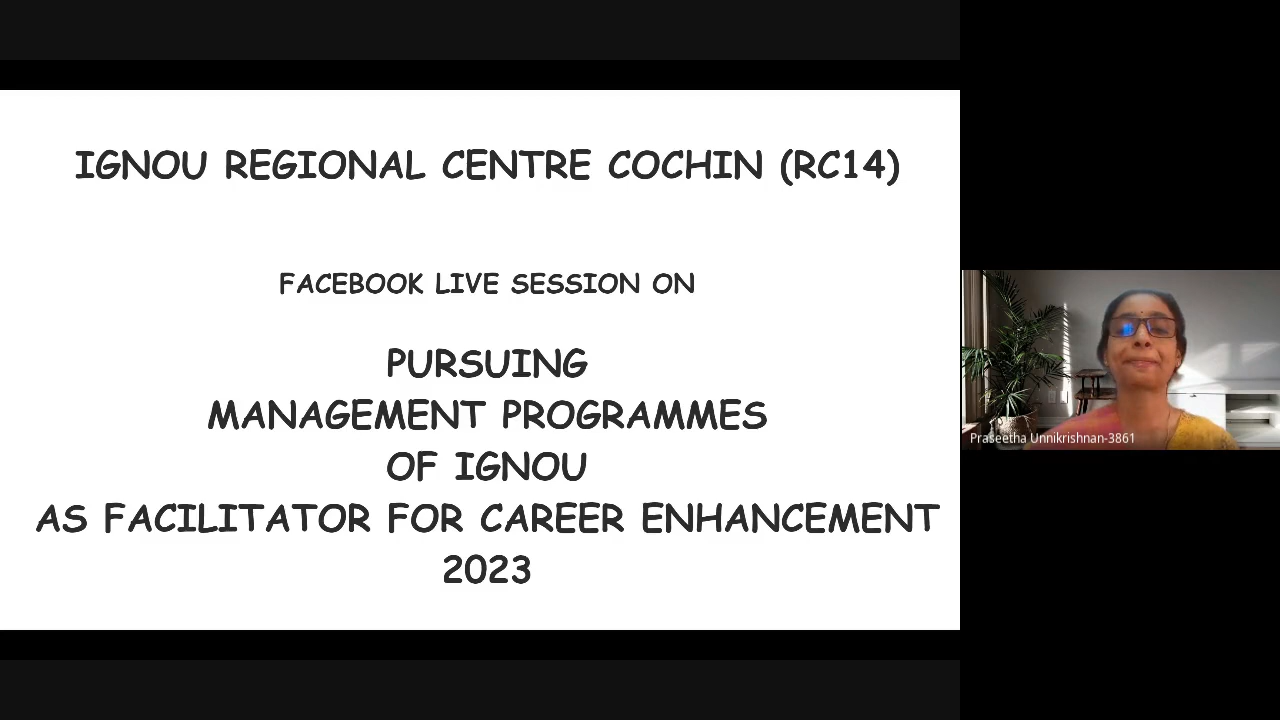 IGNOU REGIONAL CENTRE COCHIN (RC14)
FACEBOOK LIVE SESSION ON
PURSUING
MANAGEMENT PROGRAMMES
OF IGNOU
AS FACILITATOR FOR CAREER ENHANCEMENT
2023
Praseetha Unnikrishnan-3861